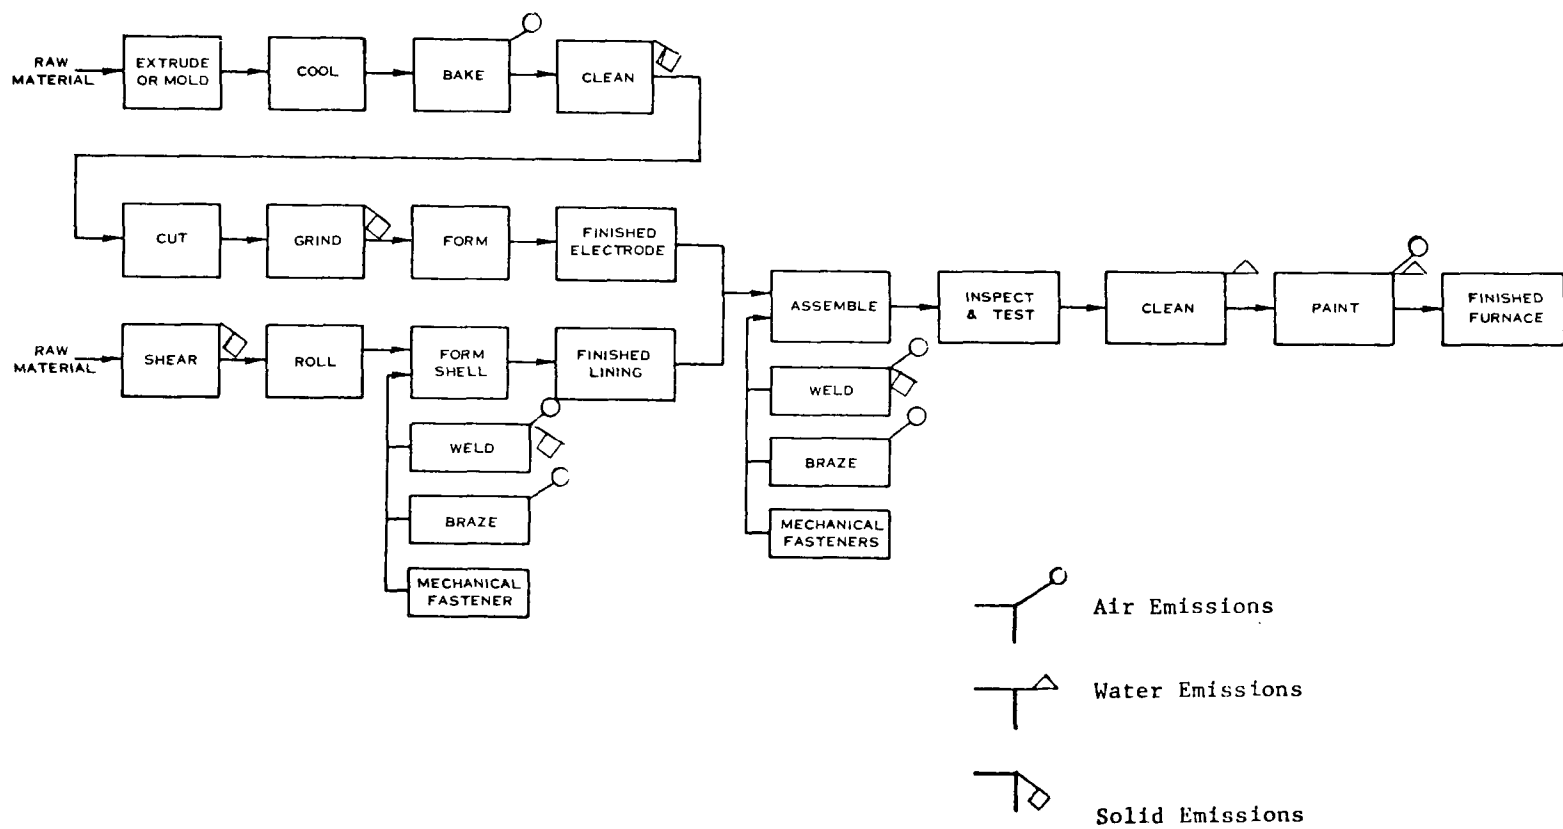 RAW
MATERIAL
EXTRUDE
OR MOLD
COOL
BAKE
CLEAN
CUT
GRIND
FORM
FINISHED
ELECTRODE
RAW
MATERIAL
SHEAR
ROLL
FORM
SHELL
FINISHED
LINING
WELD
BRAZE
MECHANICAL
FASTENER
ASSEMBLE
INSPECT
& TEST
CLEAN
PAINT
FINISHED
FURNACE
WELD
BRAZE
MECHANICAL
FASTENERS
Air Emissions
Water Emissions
Solid Emissions